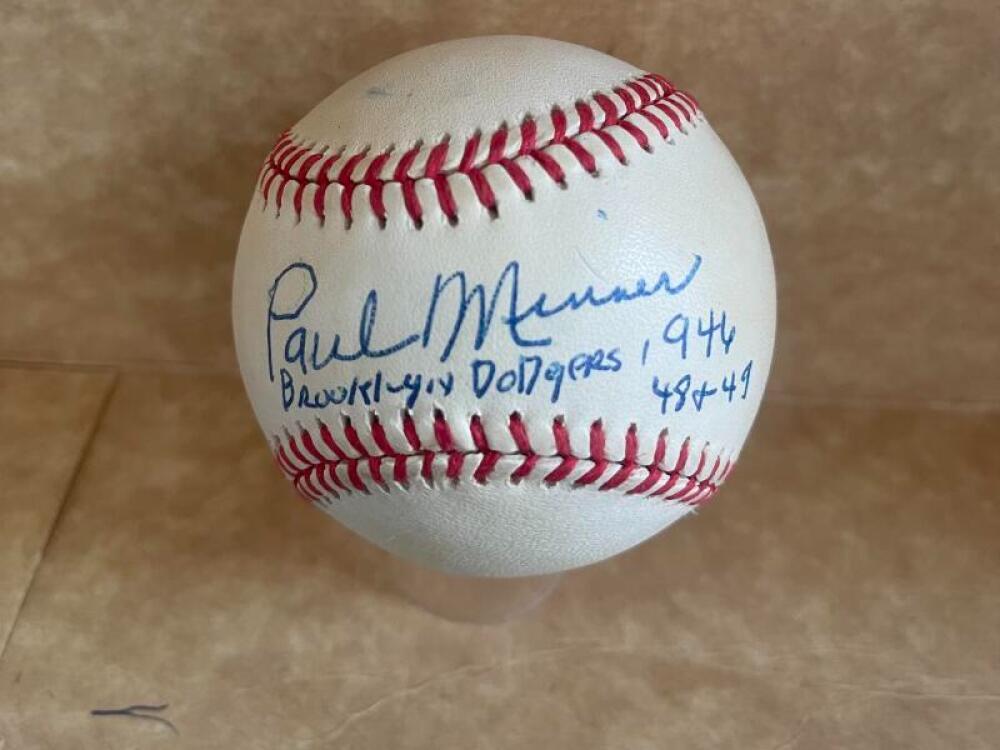 Paul Minner
Brooklyn Dodgers, 1946
48 & 49